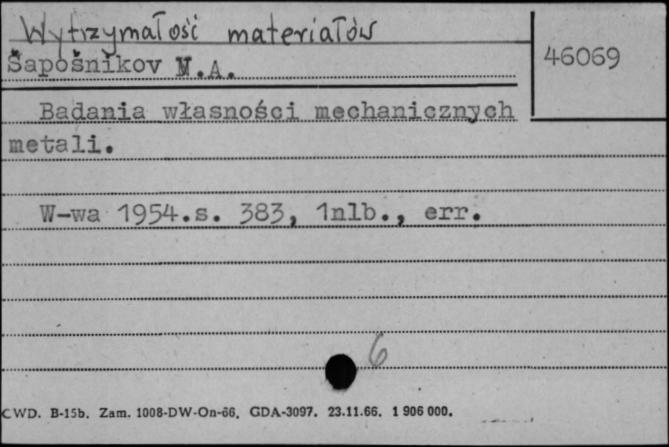 Wytrzymałość materiałów
46069
Šapošnikov N.A.
Badania własności mechanicznych
metali.
W-wa 1954.s. 383, 1nlb., err.
6
CWD. B-15b. Zam. 1008-DW-On-66. GDA-3097. 23.11.66. 1 906 000.